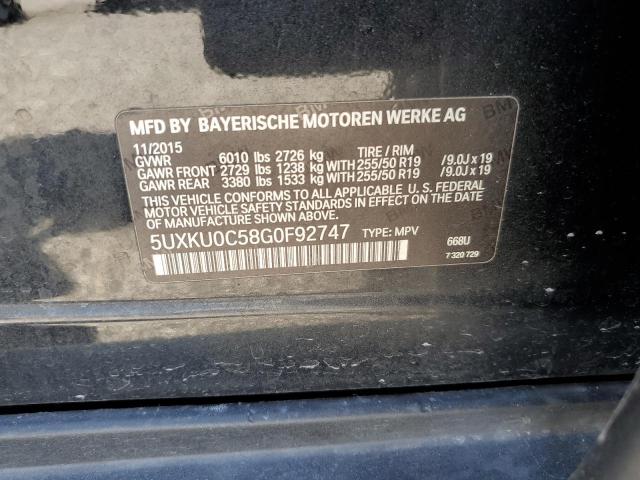 MFD BY BAYERISCHE MOTOREN WERKE AG
11/2015
GVWR 6010 lbs 2726 kg TIRE / RIM
GAWR FRONT 2729 lbs 1238 kg WITH 255/50 R19 /9.0J x 19
GAWR REAR 3380 lbs 1533 kg WITH 255/50 R19 /9.0J x 19
THIS VEHICLE CONFORMS TO ALL APPLICABLE U. S. FEDERAL
MOTOR VEHICLE SAFETY STANDARDS IN EFFECT ON THE DATE
OF MANUFACTURE SHOWN ABOVE.
5UXKU0C58G0F92747 TYPE: MPV 668U
7 320 729